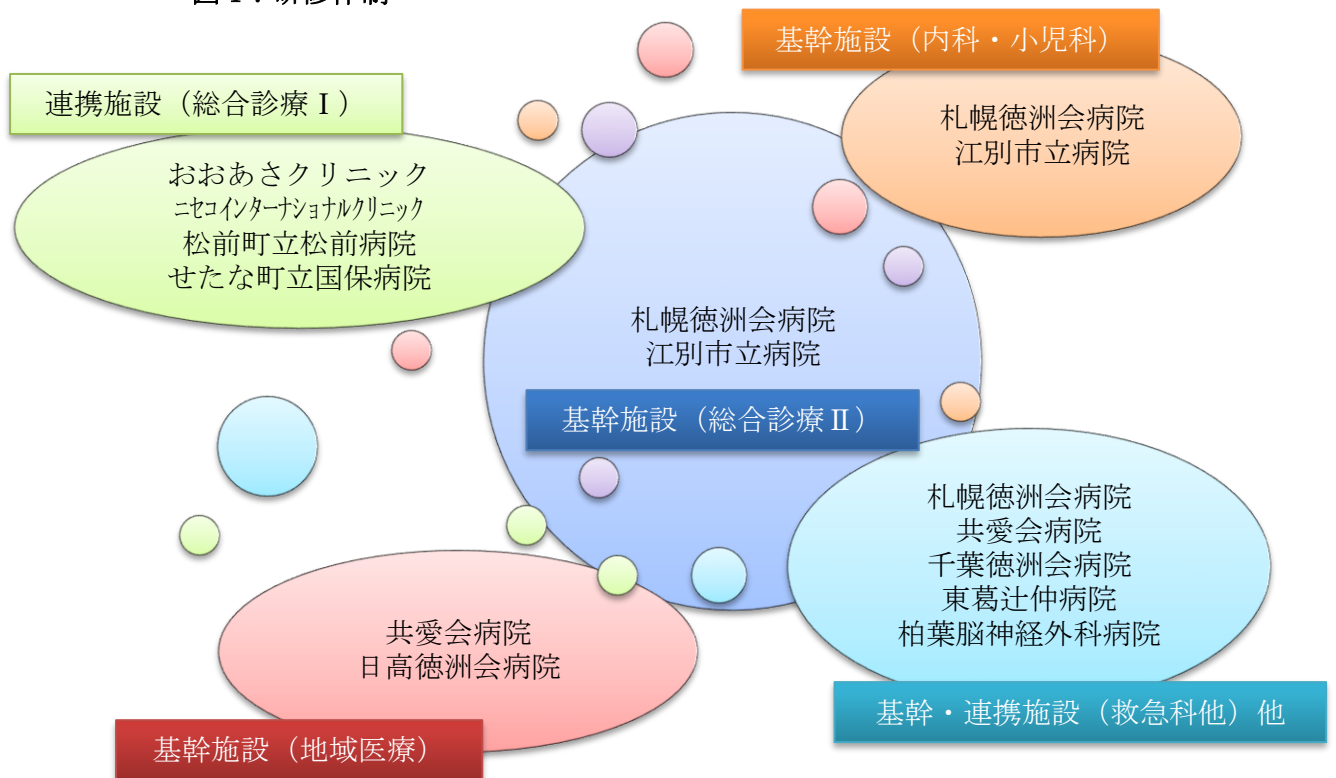 基幹施設（内科・小児科）
札幌徳洲会病院
江別市立病院
連携施設（総合診療Ⅰ）
おおあさクリニック
ﾆｾｺｲﾝﾀｰﾅｼｮﾅﾙｸﾘﾆｯｸ
松前町立松前病院
せたな町立国保病院
札幌徳洲会病院
江別市立病院
基幹施設（総合診療Ⅱ）
札幌徳洲会病院
共愛会病院
千葉徳洲会病院
東葛辻仲病院
柏葉脳神経外科病院
基幹・連携施設（救急科他）他
共愛会病院
日高徳洲会病院
基幹施設（地域医療）